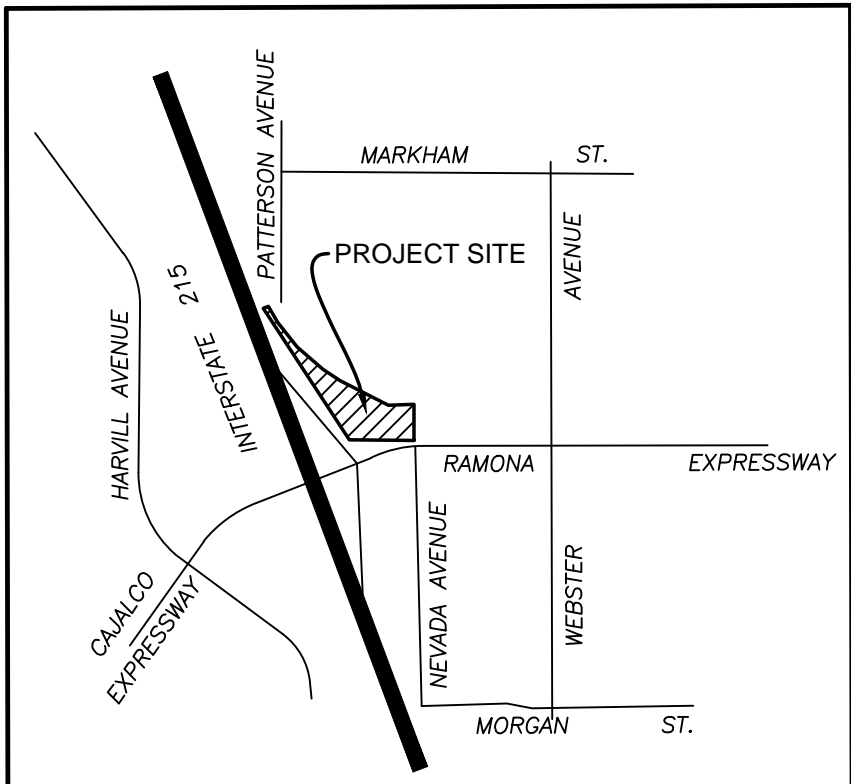 PATTERSON AVENUE
MARKHAM ST.
PROJECT SITE
AVENUE
INTERSTATE 215
HARVILL AVENUE
RAMONA EXPRESSWAY
NEVADA AVENUE
WEBSTER
CAJALCO
EXPRESSWAY
MORGAN ST.